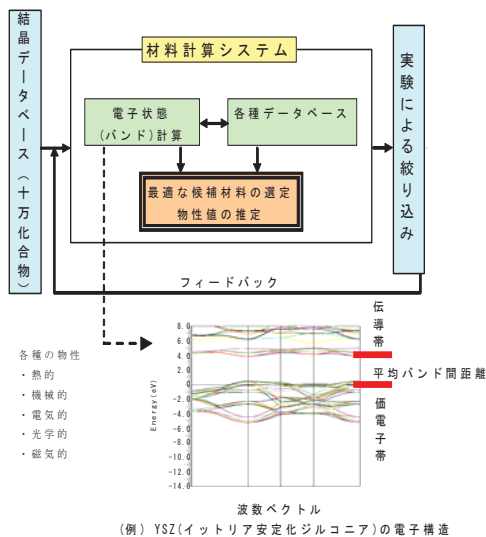 結晶データベース(十万化合物)
材料計算システム
電子状態
(バンド)計算
各種データベース
最適な候補材料の選定
物性値の推定
実験による絞り込み
フィードバック
各種の物性
・熱的
・機械的
・電気的
・光学的
・磁気的
Energy(eV)
8.0
6.0
4.0
2.0
0
-2.0
-4.0
-6.0
-8.0
-10.0
-12.0
-14.0
伝導帯
平均バンド間距離
価電子帯
波数ベクトル
(例) YSZ(イットリア安定化ジルコニア)の電子構造